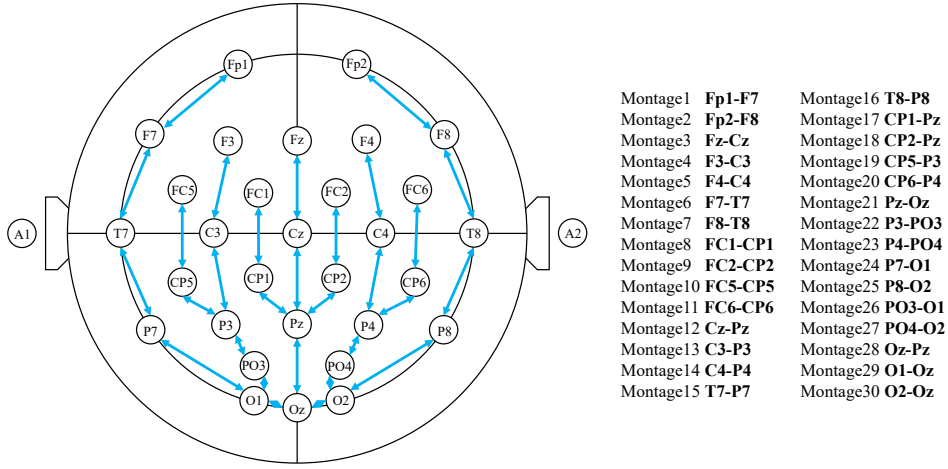 Fp1 Fp2
F7 F3 Fz F4 F8
FC5 FC1 FC2 FC6
A1 T7 C3 Cz C4 T8 A2
CP5 CP1 CP2 CP6
P7 P3 Pz P4 P8
PO3 PO4
O1 Oz O2
Montage1 Fp1-F7
Montage2 Fp2-F8
Montage3 Fz-Cz
Montage4 F3-C3
Montage5 F4-C4
Montage6 F7-T7
Montage7 F8-T8
Montage8 FC1-CP1
Montage9 FC2-CP2
Montage10 FC5-CP5
Montage11 FC6-CP6
Montage12 Cz-Pz
Montage13 C3-P3
Montage14 C4-P4
Montage15 T7-P7
Montage16 T8-P8
Montage17 CP1-Pz
Montage18 CP2-Pz
Montage19 CP5-P3
Montage20 CP6-P4
Montage21 Pz-Oz
Montage22 P3-PO3
Montage23 P4-PO4
Montage24 P7-O1
Montage25 P8-O2
Montage26 PO3-O1
Montage27 PO4-O2
Montage28 Oz-Pz
Montage29 O1-Oz
Montage30 O2-Oz